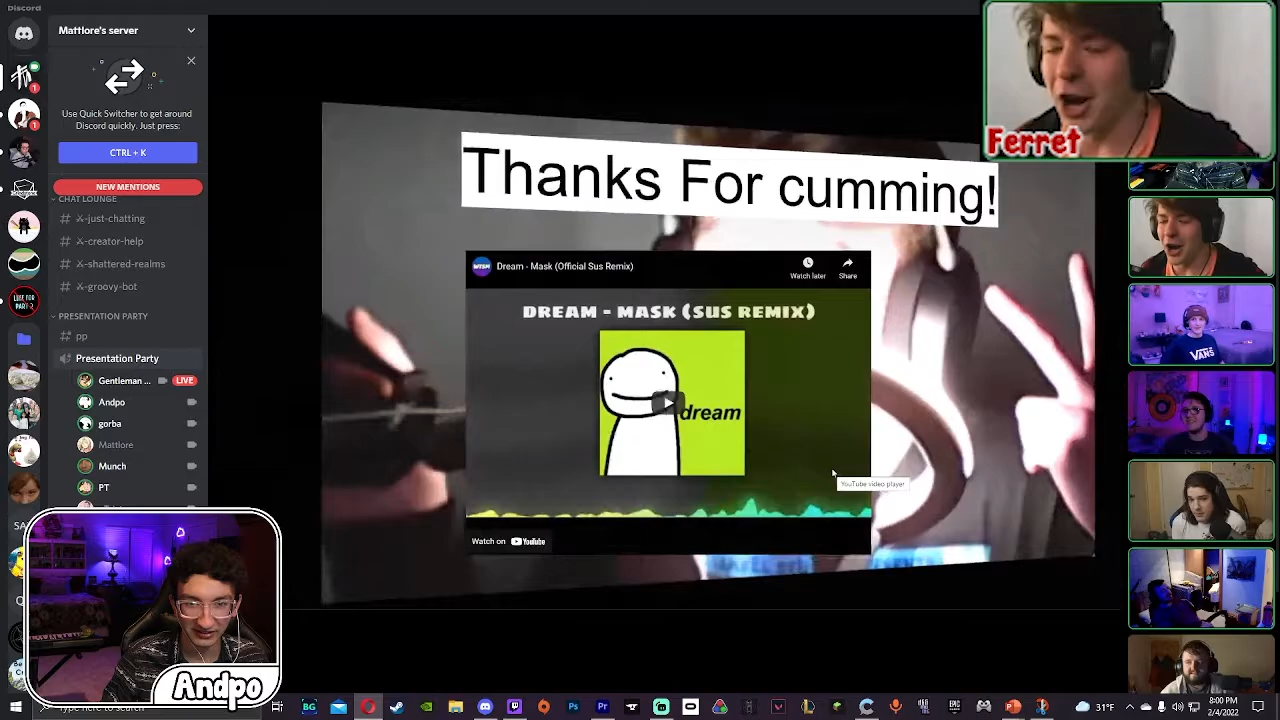 Discord
Mattlore's server
Use Quick Switcher to get around
Discord quickly. Just press:
CTRL + K
NEW MENTIONS
CHAT LOUNGE
# ⚔-just-chatting
# ⚔-creator-help
# ⚔-shattered-realms
# ⚔-groovy-bot
PRESENTATION PARTY
# pp
Presentation Party
Gentleman ... LIVE
Andpo
gorba
Mattlore
Munch
PT
Andpo
Thanks For cumming!
Dream - Mask (Official Sus Remix)
Watch later
Share
DREAM - MASK (SUS REMIX)
dream
YouTube video player
Watch on YouTube
Ferret
VANS
8:00 PM
2/4/2022